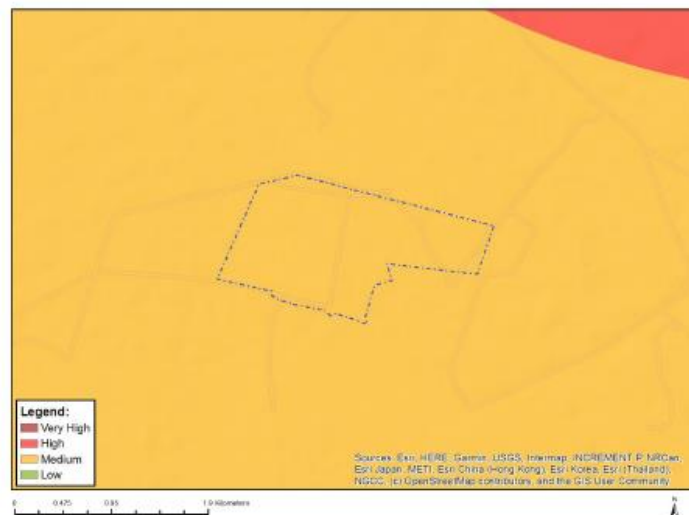 Legend:
Very High
High
Medium
Low
Sources: Esri, HERE, Garmin, USGS, Intermap, INCREMENT P, NRCan,
Esri Japan, METI, Esri China (Hong Kong), Esri Korea, Esri (Thailand),
NGCC, (c) OpenStreetMap contributors, and the GIS User Community
0 0.475 0.95 1.9 Kilometers
N